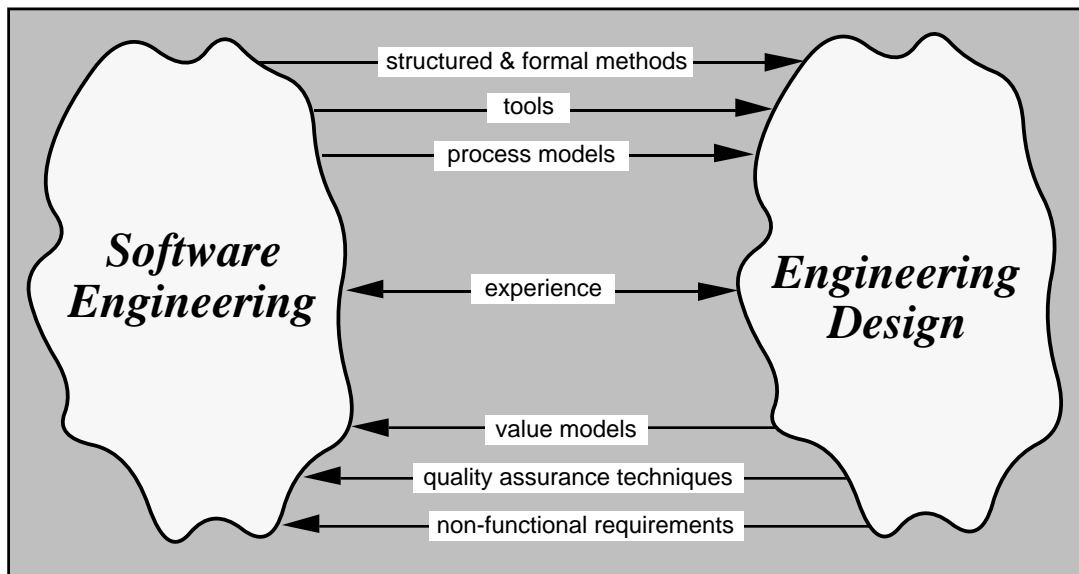 structured & formal methods
tools
process models
Software
Engineering
experience
Engineering
Design
value models
quality assurance techniques
non-functional requirements